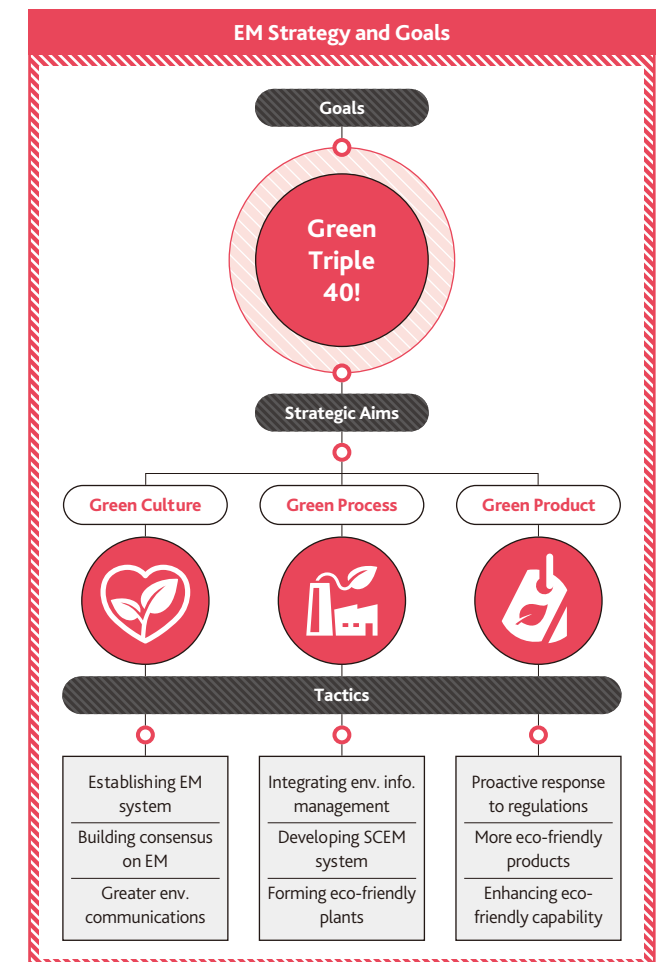 EM Strategy and Goals
Goals
Green
Triple
40!
Strategic Aims
Green Culture
Green Process
Green Product
Tactics
Establishing EM
system
Building consensus
on EM
Greater env.
communications
Integrating env. info.
management
Developing SCEM
system
Forming eco-friendly
plants
Proactive response
to regulations
More eco-friendly
products
Enhancing eco-
friendly capability